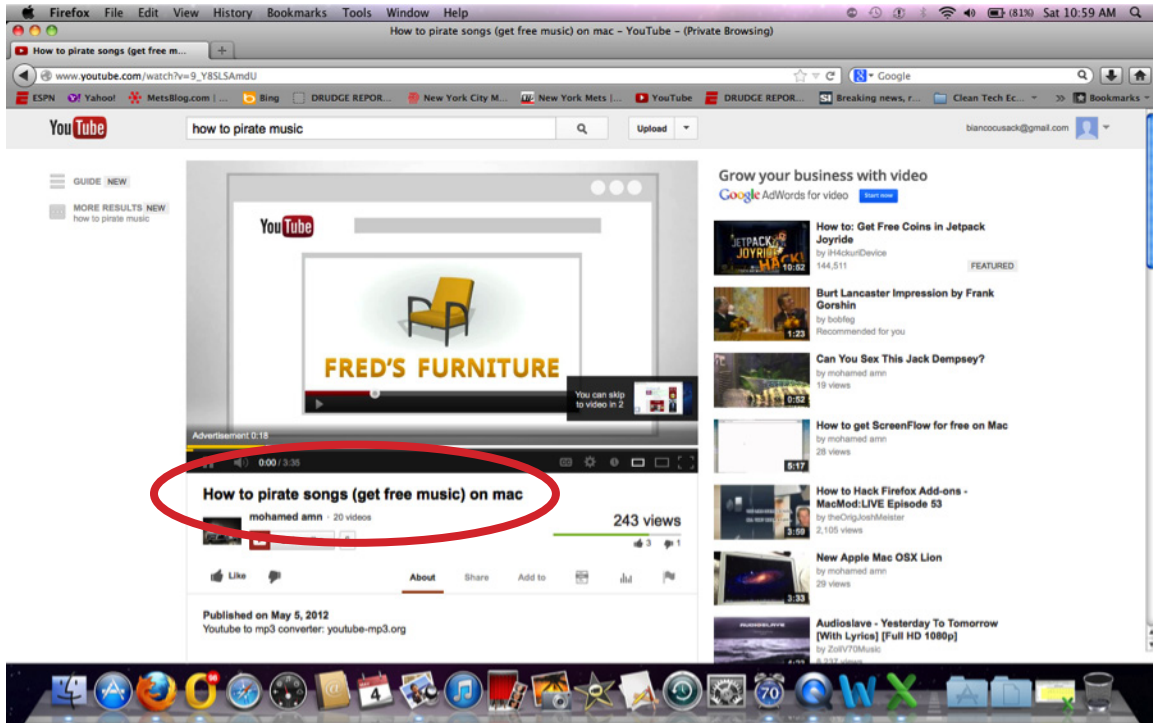 Firefox File Edit View History Bookmarks Tools Window Help (81%) Sat 10:59 AM
How to pirate songs (get free music) on mac – YouTube – (Private Browsing)
How to pirate songs (get free m...
www.youtube.com/watch?v=9_Y8SLSAmdU
Google
ESPN Yahoo! MetsBlog.com | ... Bing DRUDGE REPOR... New York City M... New York Mets |... YouTube DRUDGE REPOR... Breaking news, r... Clean Tech Ec... Bookmarks
YouTube how to pirate music Upload biancocusack@gmail.com
GUIDE NEW
MORE RESULTS NEW
how to pirate music
YouTube
FRED'S FURNITURE
You can skip
to video in 2
Advertisement 0:18
0:00 / 3:35
How to pirate songs (get free music) on mac
mohamed amn · 20 videos
243 views
3 1
Like About Share Add to
Published on May 5, 2012
Youtube to mp3 converter: youtube-mp3.org
Grow your business with video
Google AdWords for video Start now
JETPACK
JOYRIDE
HACK!
10:52
How to: Get Free Coins in Jetpack
Joyride
by iH4ckuriDevice
144,511 FEATURED
1:23
Burt Lancaster Impression by Frank
Gorshin
by bobfeg
Recommended for you
0:52
Can You Sex This Jack Dempsey?
by mohamed amn
19 views
5:17
How to get ScreenFlow for free on Mac
by mohamed amn
28 views
3:59
How to Hack Firefox Add-ons -
MacMod:LIVE Episode 53
by theOrigJoshMeister
2,105 views
3:33
New Apple Mac OSX Lion
by mohamed amn
29 views
AUDIOSLAVE
Audioslave - Yesterday To Tomorrow
[With Lyrics] [Full HD 1080p]
by ZollV70Music
MAY
4
70